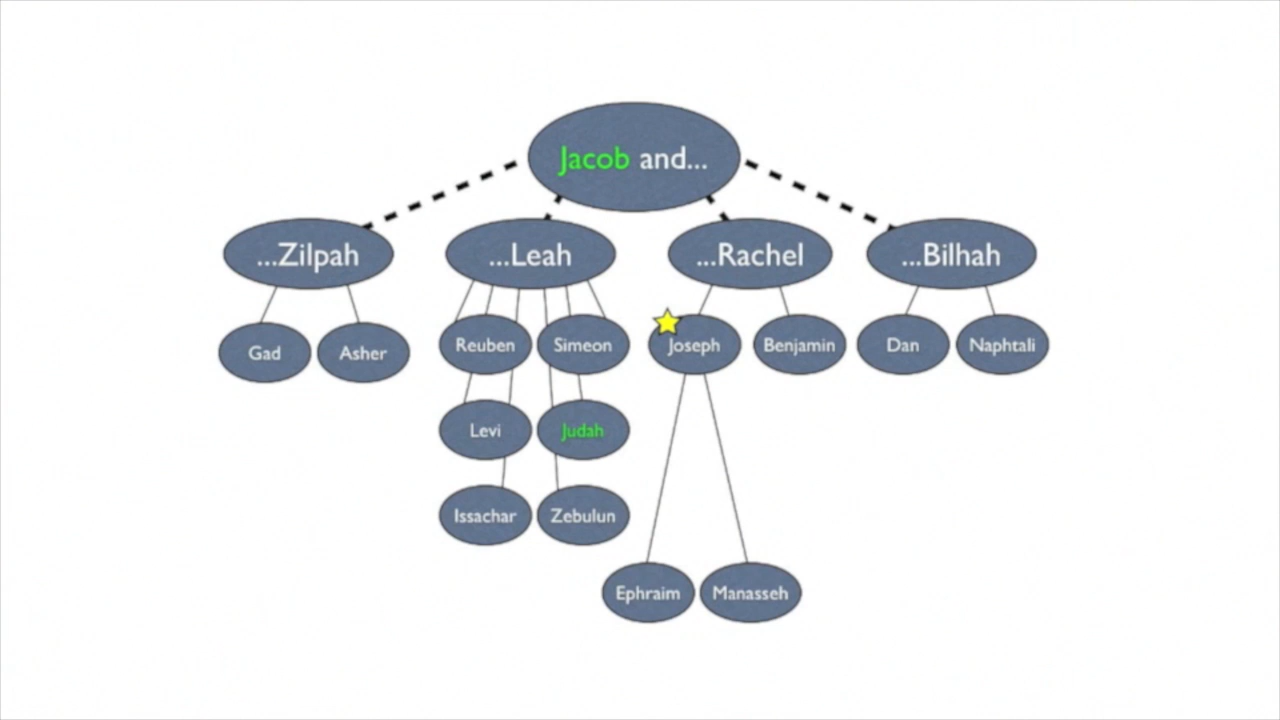 Jacob and...
...Zilpah
...Leah
...Rachel
...Bilhah
Gad
Asher
Reuben
Simeon
Joseph
Benjamin
Dan
Naphtali
Levi
Judah
Issachar
Zebulun
Ephraim
Manasseh